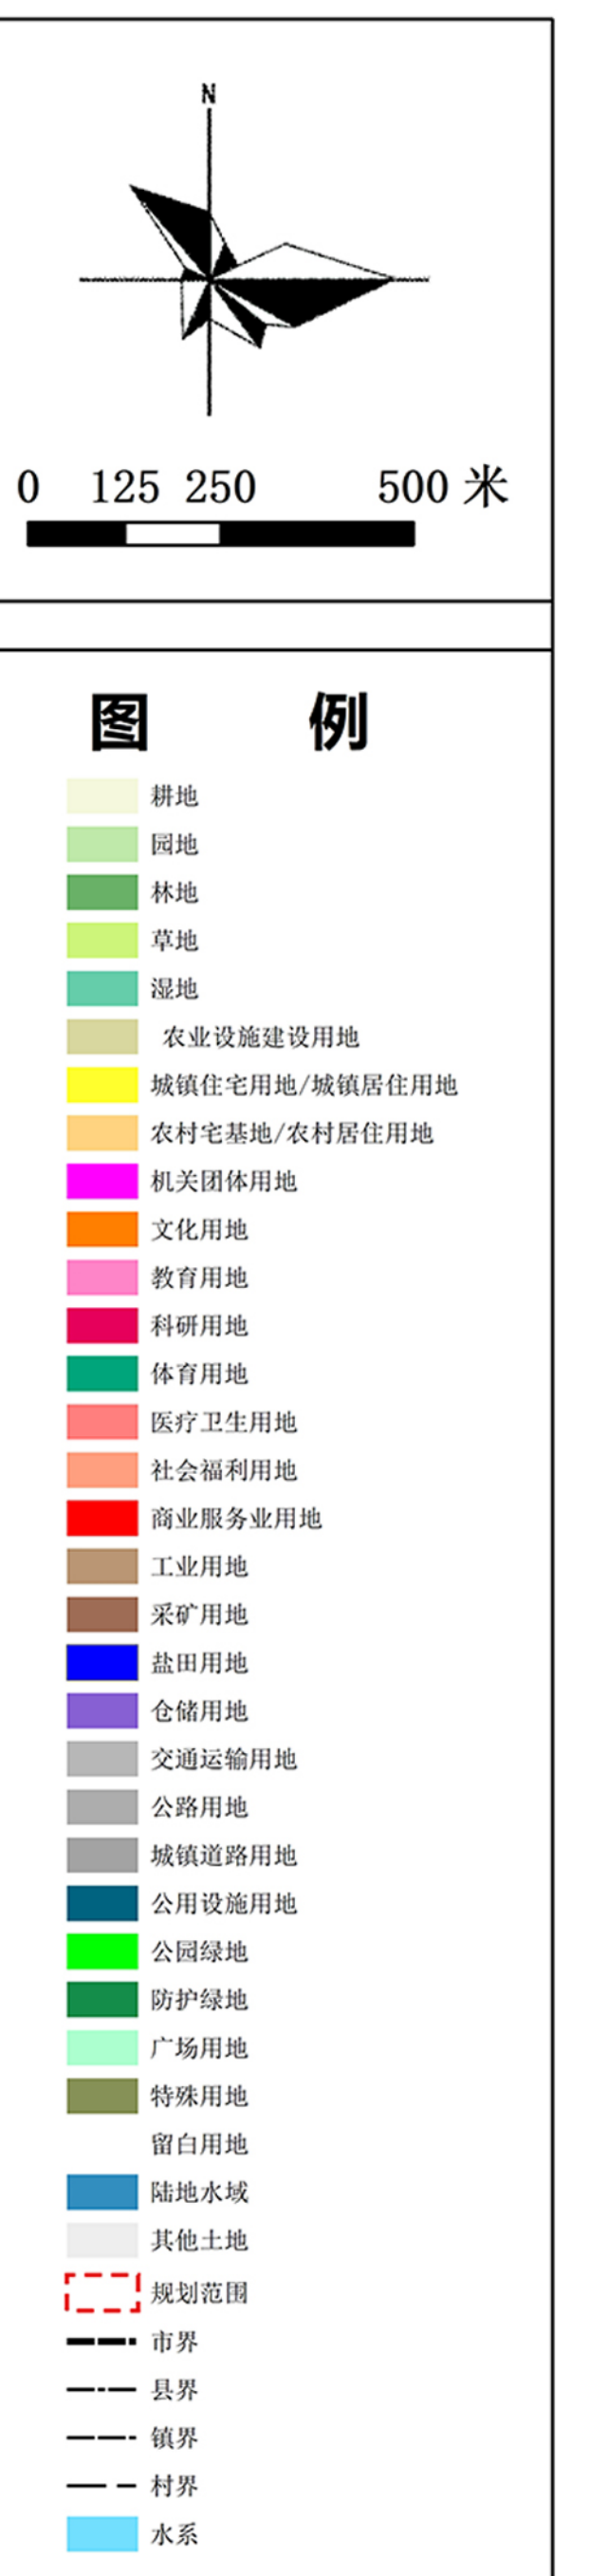 N
0 125 250 500 米
图 例
耕地
园地
林地
草地
湿地
农业设施建设用地
城镇住宅用地/城镇居住用地
农村宅基地/农村居住用地
机关团体用地
文化用地
教育用地
科研用地
体育用地
医疗卫生用地
社会福利用地
商业服务业用地
工业用地
采矿用地
盐田用地
仓储用地
交通运输用地
公路用地
城镇道路用地
公用设施用地
公园绿地
防护绿地
广场用地
特殊用地
留白用地
陆地水域
其他土地
规划范围
市界
县界
镇界
村界
水系